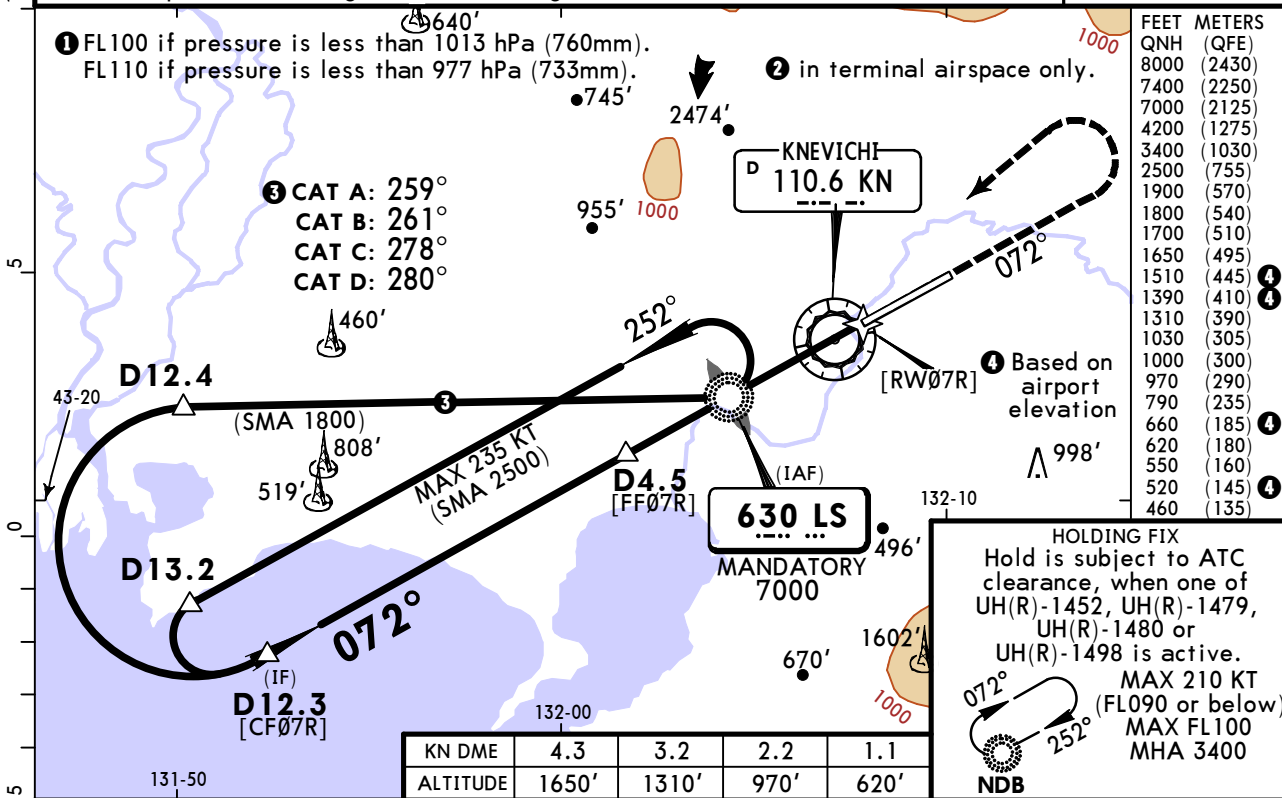 640'
❶ FL100 if pressure is less than 1013 hPa (760mm).
FL110 if pressure is less than 977 hPa (733mm).
❷ in terminal airspace only.
1000
745'
2474'
KNEVICHI
D 110.6 KN
1000
955'
❸ CAT A: 259°
CAT B: 261°
CAT C: 278°
CAT D: 280°
072°
5
460'
252°
[RWØ7R]
❹ Based on
airport
elevation
D12.4
43-20
❸
(SMA 1800)
808'
519'
MAX 235 KT
(SMA 2500)
D4.5
[FFØ7R]
(IAF)
630 LS
MANDATORY
7000
998'
132-10
496'
0
D13.2
072°
(IF)
D12.3
[CFØ7R]
670'
1602'
1000
132-00
131-50
5
KN DME 4.3 3.2 2.2 1.1
ALTITUDE 1650' 1310' 970' 620'
FEET METERS
QNH (QFE)
8000 (2430)
7400 (2250)
7000 (2125)
4200 (1275)
3400 (1030)
2500 (755)
1900 (570)
1800 (540)
1700 (510)
1650 (495)
1510 (445) ❹
1390 (410) ❹
1310 (390)
1030 (305)
1000 (300)
970 (290)
790 (235)
660 (185) ❹
620 (180)
550 (160)
520 (145) ❹
460 (135)
HOLDING FIX
Hold is subject to ATC
clearance, when one of
UH(R)-1452, UH(R)-1479,
UH(R)-1480 or
UH(R)-1498 is active.
072°
252°
NDB
MAX 210 KT
(FL090 or below)
MAX FL100
MHA 3400